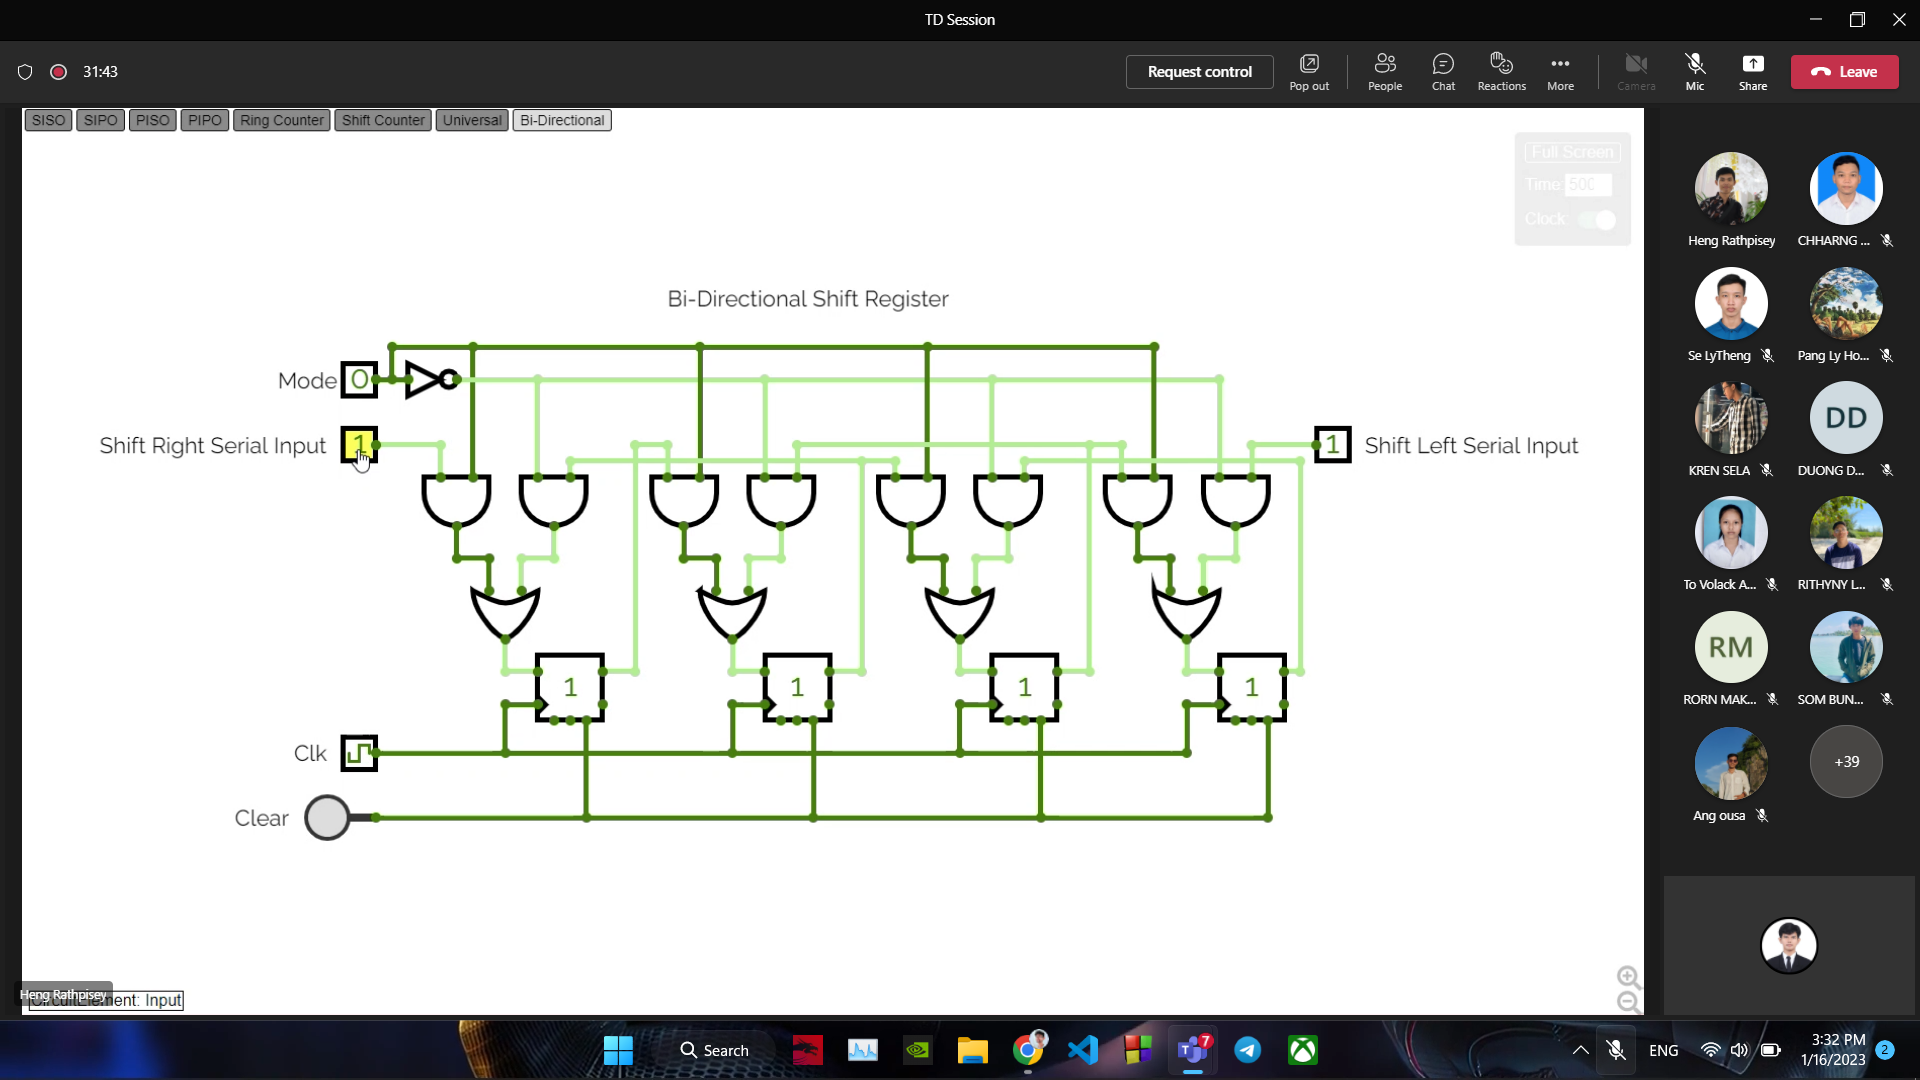 TD Session
31:43
Request control
Pop out
People
Chat
Reactions
More
Camera
Mic
Share
Leave
SISO
SIPO
PISO
PIPO
Ring Counter
Shift Counter
Universal
Bi-Directional
Full Screen
Time: 500
Clock:
Bi-Directional Shift Register
Mode
0
Shift Right Serial Input
1
1
Shift Left Serial Input
1
1
1
1
Clk
Clear
Heng Rathpisey
CircuitElement: Input
Heng Rathpisey
CHHARNG ...
Se LyTheng
Pang Ly Ho...
KREN SELA
DD
DUONG D...
To Volack A...
RITHYNY L...
RM
RORN MAK...
SOM BUN...
Ang ousa
+39
Search
7
ENG
3:32 PM
1/16/2023
2